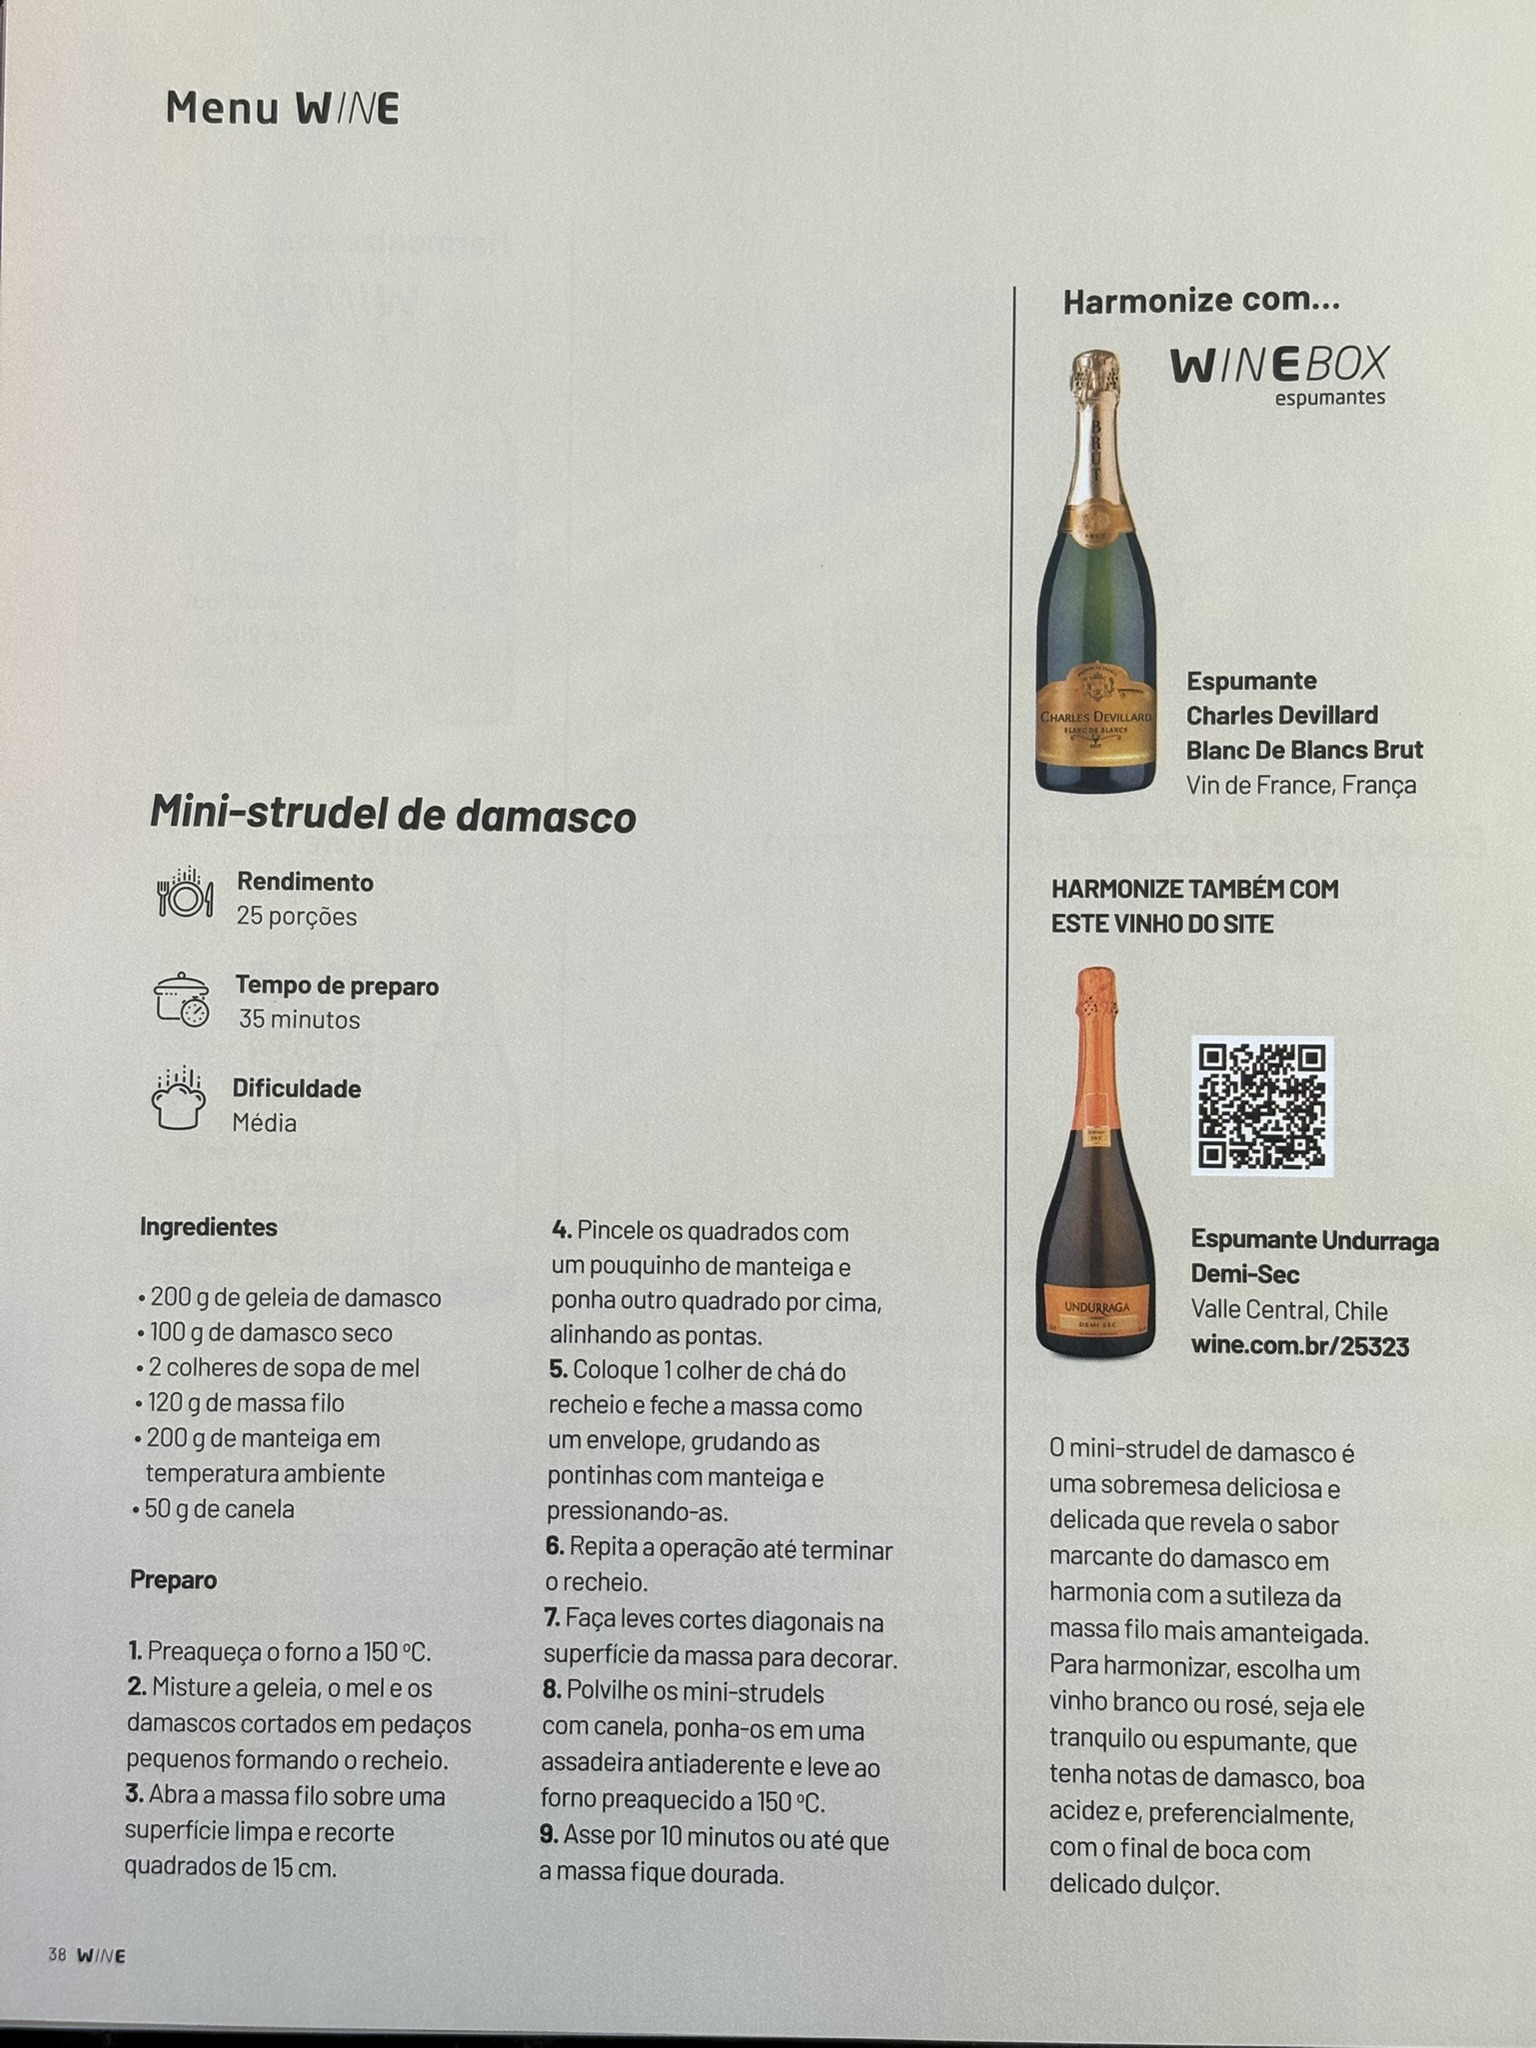 Menu WINE
Mini-strudel de damasco
Rendimento
25 porções
Tempo de preparo
35 minutos
Dificuldade
Média
Ingredientes
• 200 g de geleia de damasco
• 100 g de damasco seco
• 2 colheres de sopa de mel
• 120 g de massa filo
• 200 g de manteiga em
temperatura ambiente
• 50 g de canela
Preparo
1. Preaqueça o forno a 150 ºC.
2. Misture a geleia, o mel e os
damascos cortados em pedaços
pequenos formando o recheio.
3. Abra a massa filo sobre uma
superfície limpa e recorte
quadrados de 15 cm.
4. Pincele os quadrados com
um pouquinho de manteiga e
ponha outro quadrado por cima,
alinhando as pontas.
5. Coloque 1 colher de chá do
recheio e feche a massa como
um envelope, grudando as
pontinhas com manteiga e
pressionando-as.
6. Repita a operação até terminar
o recheio.
7. Faça leves cortes diagonais na
superfície da massa para decorar.
8. Polvilhe os mini-strudels
com canela, ponha-os em uma
assadeira antiaderente e leve ao
forno preaquecido a 150 ºC.
9. Asse por 10 minutos ou até que
a massa fique dourada.
Harmonize com...
WINEBOX
espumantes
BRUT
BRUT
CHARLES DEVILLARD
BLANC DE BLANCS
BRUT
Espumante
Charles Devillard
Blanc De Blancs Brut
Vin de France, França
HARMONIZE TAMBÉM COM
ESTE VINHO DO SITE
DEMI
SEC
UNDURRAGA
DEMI SEC
Espumante Undurraga
Demi-Sec
Valle Central, Chile
wine.com.br/25323
O mini-strudel de damasco é
uma sobremesa deliciosa e
delicada que revela o sabor
marcante do damasco em
harmonia com a sutileza da
massa filo mais amanteigada.
Para harmonizar, escolha um
vinho branco ou rosé, seja ele
tranquilo ou espumante, que
tenha notas de damasco, boa
acidez e, preferencialmente,
com o final de boca com
delicado dulçor.
38 WINE